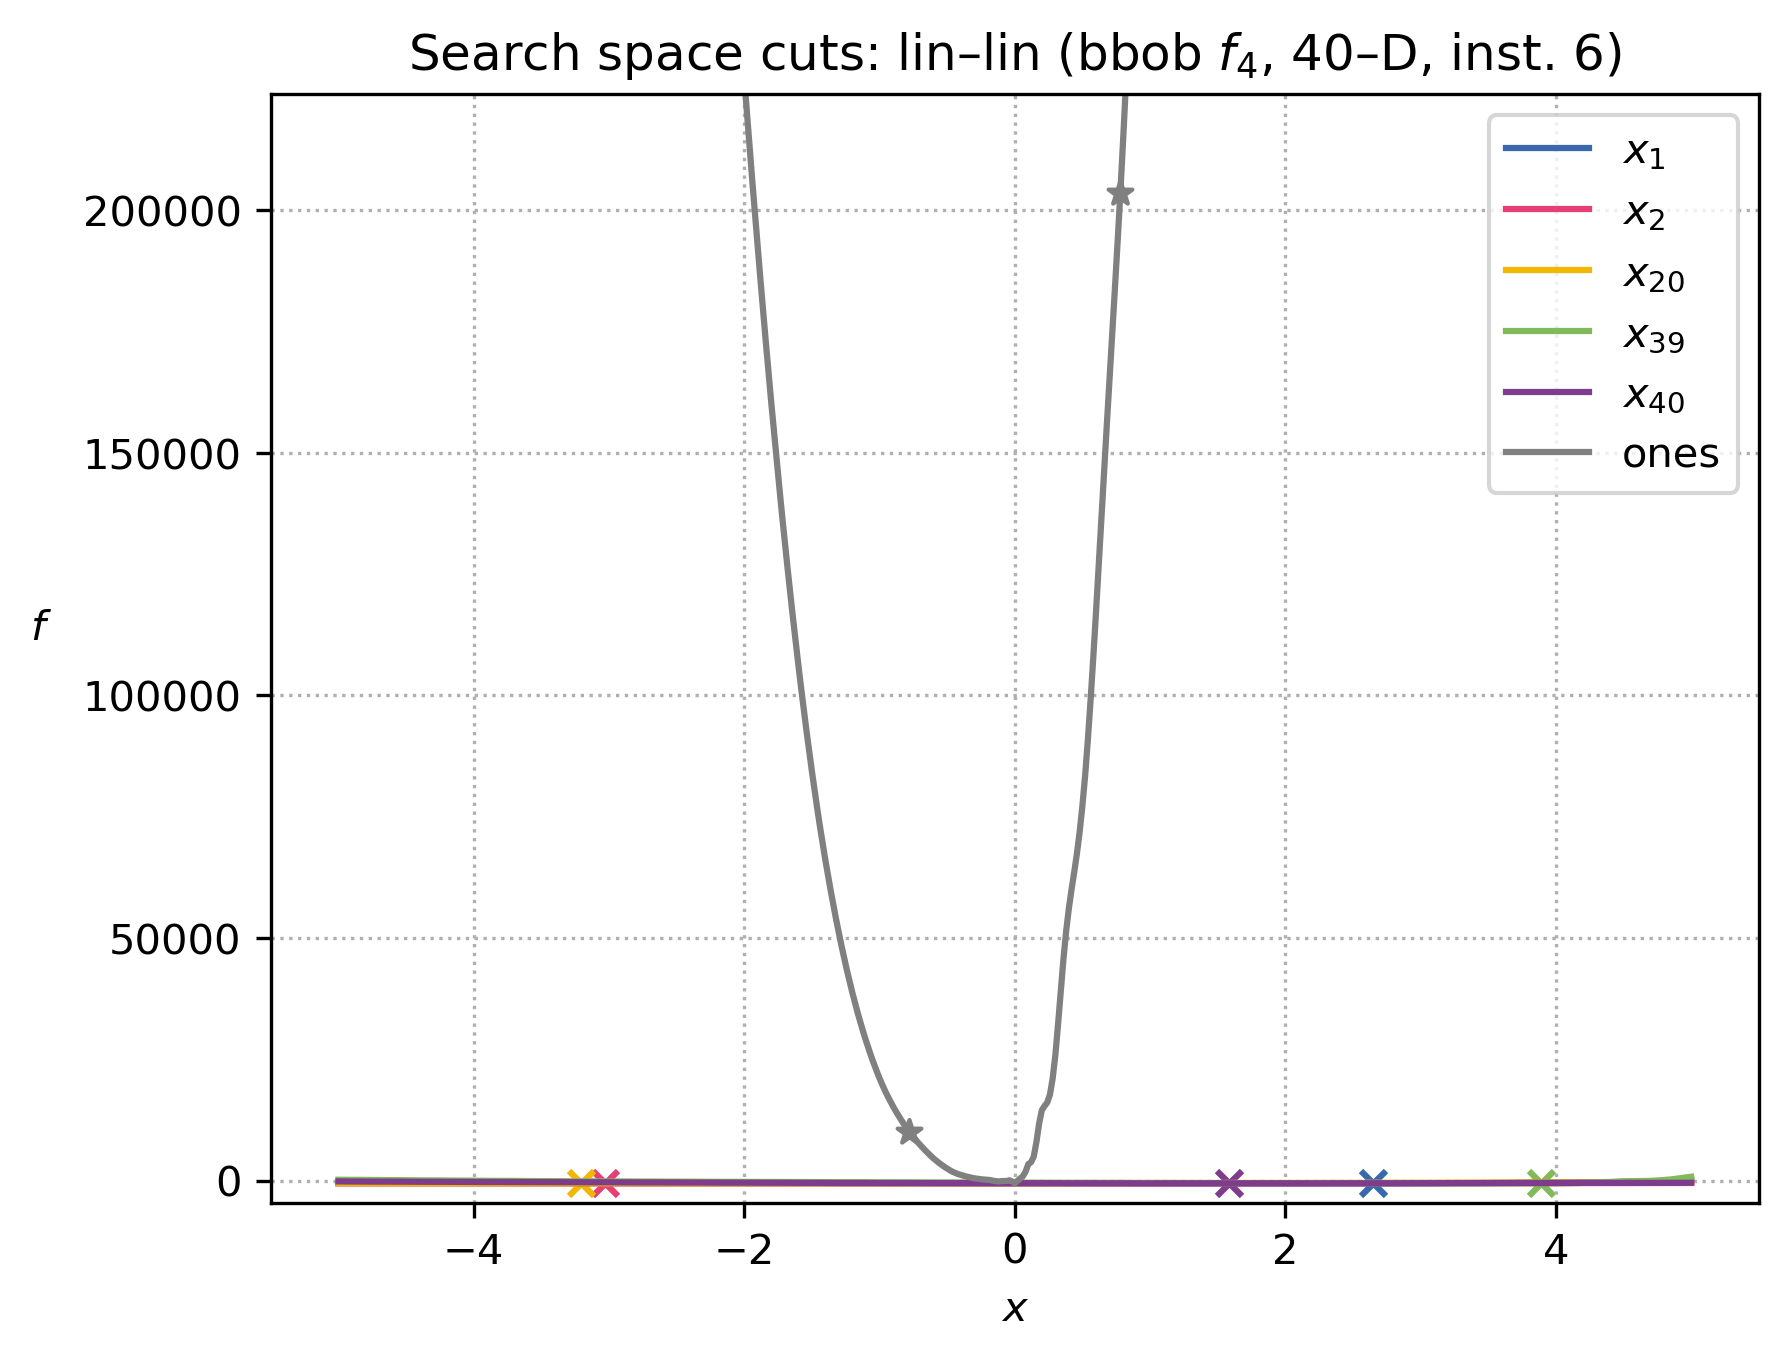 Search space cuts: lin–lin (bbob f₄, 40–D, inst. 6)
x₁
x₂
x₂₀
x₃₉
x₄₀
ones
200000
150000
100000
50000
0
f
−4
−2
0
2
4
x